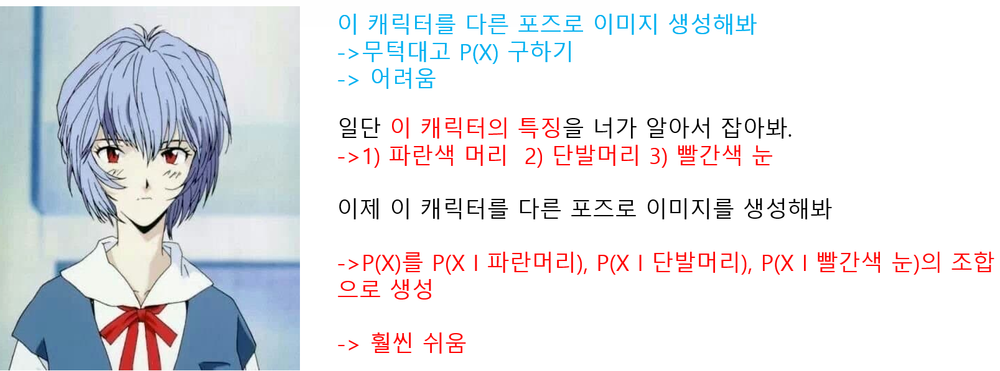 이 캐릭터를 다른 포즈로 이미지 생성해봐
->무턱대고 P(X) 구하기
-> 어려움
일단 이 캐릭터의 특징을 너가 알아서 잡아봐.
->1) 파란색 머리  2) 단발머리 3) 빨간색 눈
이제 이 캐릭터를 다른 포즈로 이미지를 생성해봐
->P(X)를 P(X l 파란머리), P(X l 단발머리), P(X l 빨간색 눈)의 조합
으로 생성
-> 훨씬 쉬움